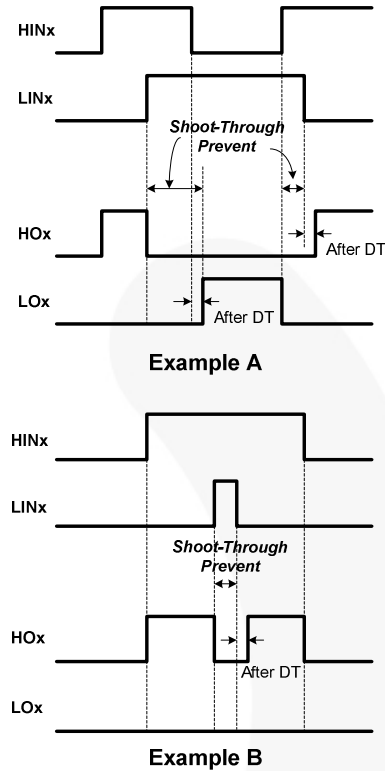 HINx
LINx
Shoot-Through
Prevent
HOx
After DT
LOx
After DT
Example A
HINx
LINx
Shoot-Through
Prevent
HOx
After DT
LOx
Example B